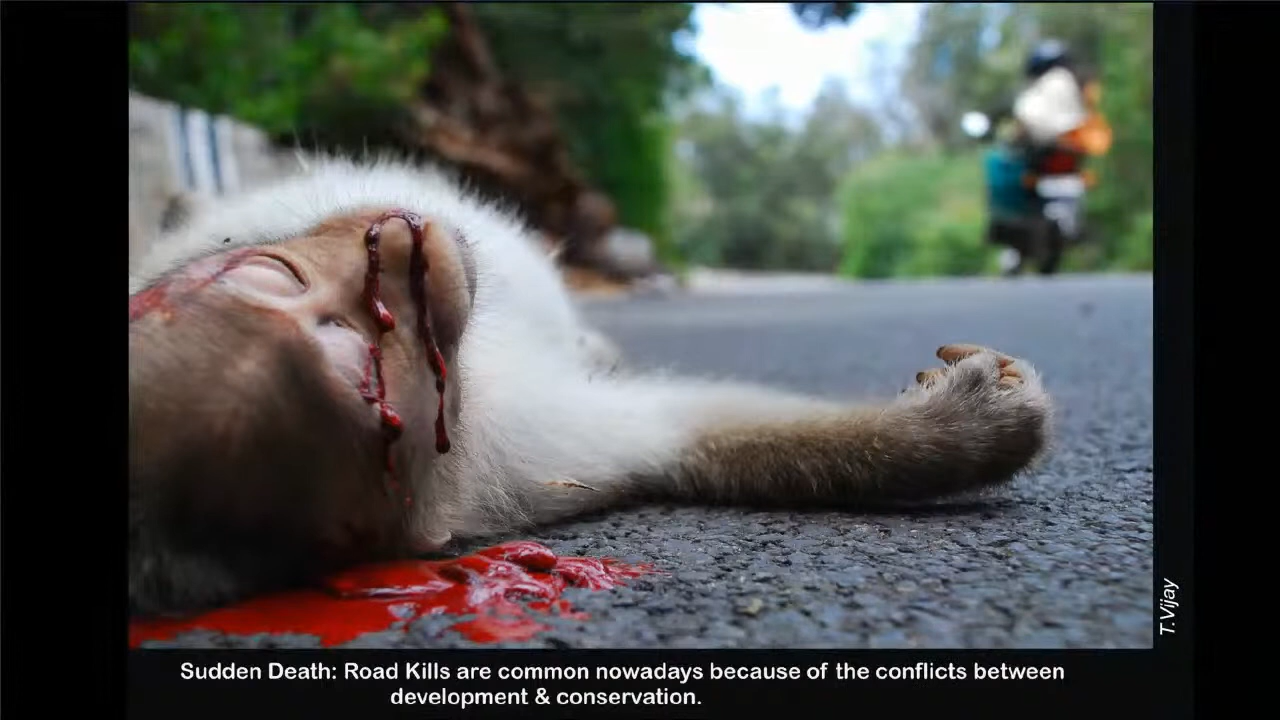 T.Vijay
Sudden Death: Road Kills are common nowadays because of the conflicts between
development & conservation.